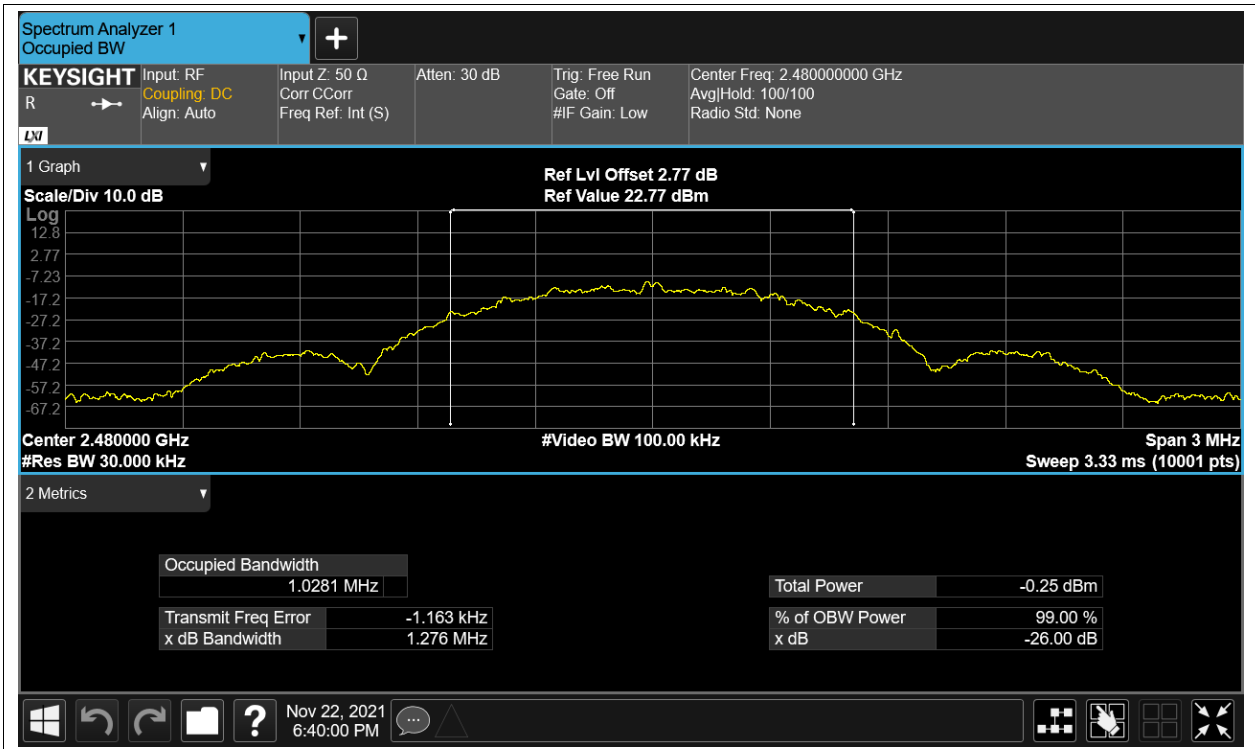 Spectrum Analyzer 1
Occupied BW
KEYSIGHT
R
LXI
Input: RF
Coupling: DC
Align: Auto
Input Z: 50 Ω
Corr CCorr
Freq Ref: Int (S)
Atten: 30 dB
Trig: Free Run
Gate: Off
#IF Gain: Low
Center Freq: 2.480000000 GHz
Avg|Hold: 100/100
Radio Std: None
1 Graph
Scale/Div 10.0 dB
Ref Lvl Offset 2.77 dB
Ref Value 22.77 dBm
Log
12.8
2.77
-7.23
-17.2
-27.2
-37.2
-47.2
-57.2
-67.2
Center 2.480000 GHz
#Res BW 30.000 kHz
#Video BW 100.00 kHz
Span 3 MHz
Sweep 3.33 ms (10001 pts)
2 Metrics
Occupied Bandwidth
1.0281 MHz
Transmit Freq Error -1.163 kHz
x dB Bandwidth 1.276 MHz
Total Power -0.25 dBm
% of OBW Power 99.00 %
x dB -26.00 dB
?
Nov 22, 2021
6:40:00 PM